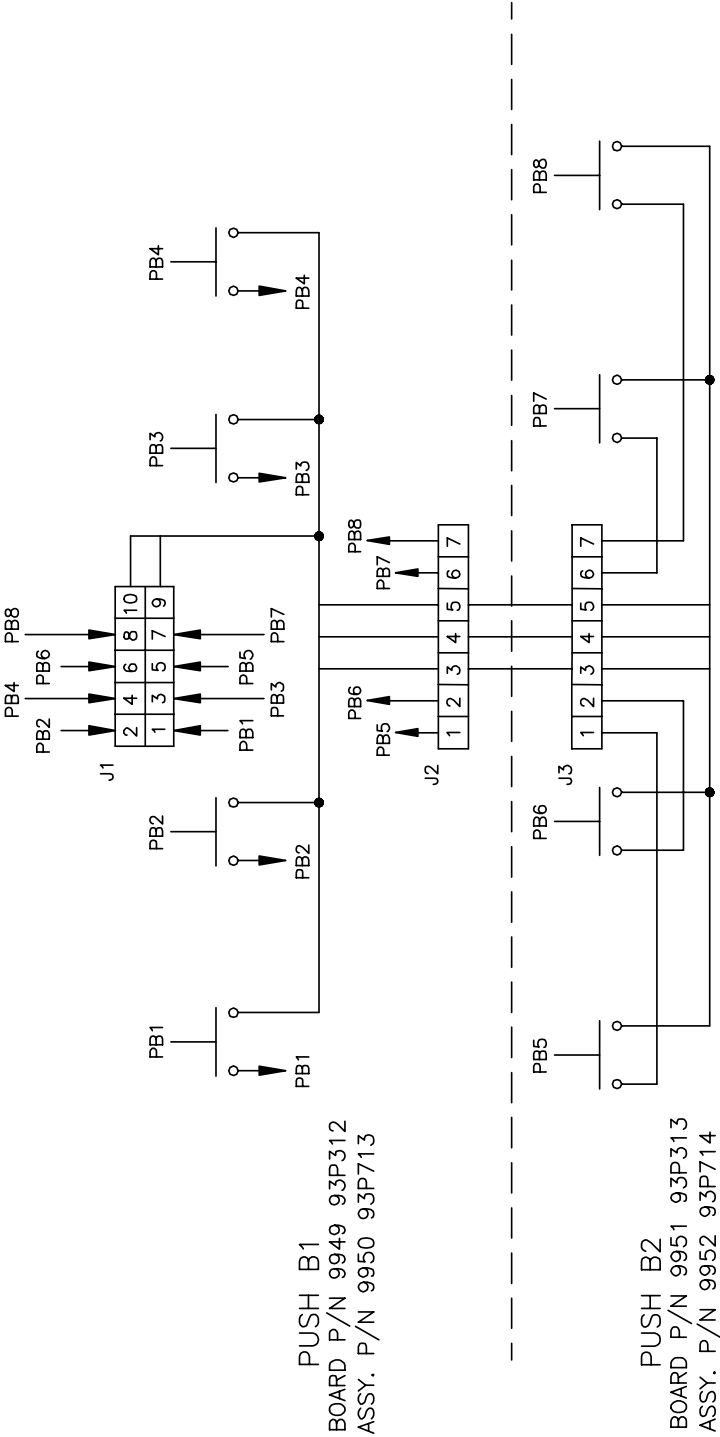 PB4 PB8
PB2 PB6
J1
2 4 6 8 10
1 3 5 7 9
PB1 PB2 PB3 PB4
PB1 PB5
PB3 PB7
PB1 PB2 PB3 PB4
PUSH B1
BOARD P/N 9949 93P312
ASSY. P/N 9950 93P713
PB6 PB8
PB5 PB7
J2
1 2 3 4 5 6 7
PB5 PB6 PB7 PB8
J3
1 2 3 4 5 6 7
PUSH B2
BOARD P/N 9951 93P313
ASSY. P/N 9952 93P714